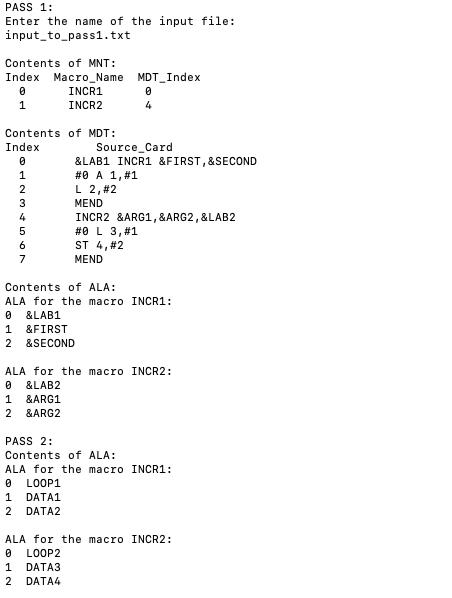 PASS 1:
Enter the name of the input file:
input_to_pass1.txt
Contents of MNT:
Index  Macro_Name  MDT_Index
0      INCR1      0
1      INCR2      4
Contents of MDT:
Index        Source_Card
0       &LAB1 INCR1 &FIRST,&SECOND
1       #0 A 1,#1
2       L 2,#2
3       MEND
4       INCR2 &ARG1,&ARG2,&LAB2
5       #0 L 3,#1
6       ST 4,#2
7       MEND
Contents of ALA:
ALA for the macro INCR1:
0  &LAB1
1  &FIRST
2  &SECOND
ALA for the macro INCR2:
0  &LAB2
1  &ARG1
2  &ARG2
PASS 2:
Contents of ALA:
ALA for the macro INCR1:
0  LOOP1
1  DATA1
2  DATA2
ALA for the macro INCR2:
0  LOOP2
1  DATA3
2  DATA4